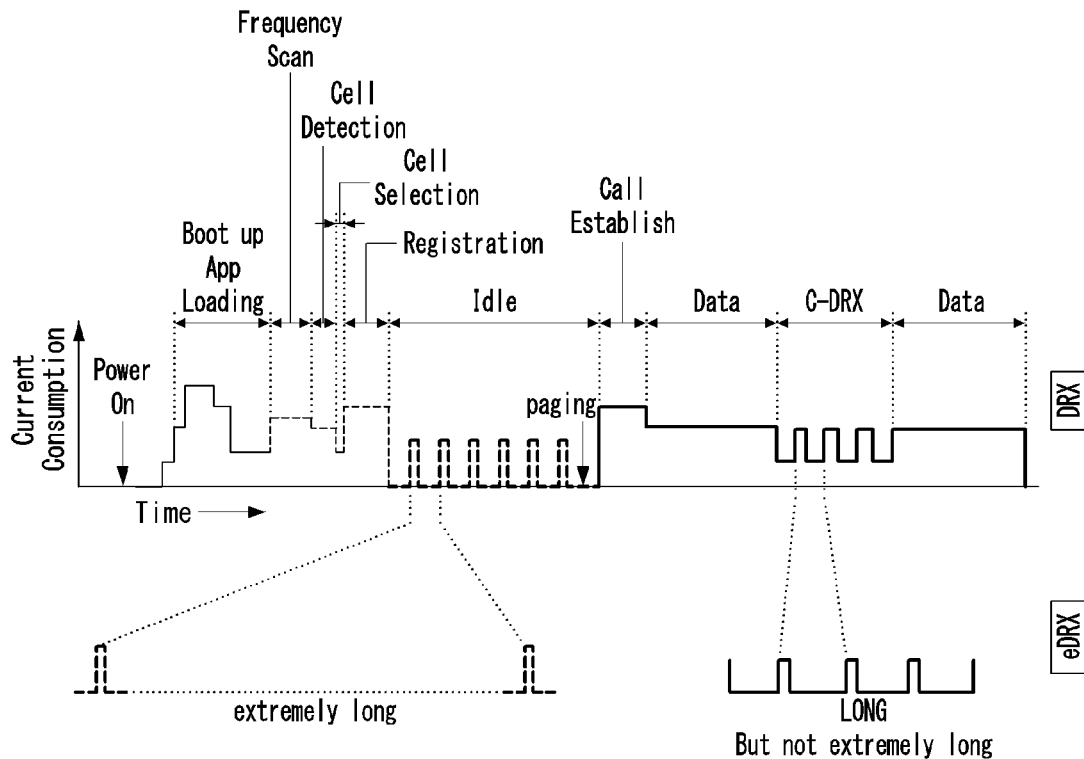 Frequency
Scan
Cell
Detection
Cell
Selection
Call
Establish
Registration
Boot up
App
Loading
Idle
Data
C-DRX
Data
Current
Consumption
Power
On
paging
DRX
Time
eDRX
extremely long
LONG
But not extremely long